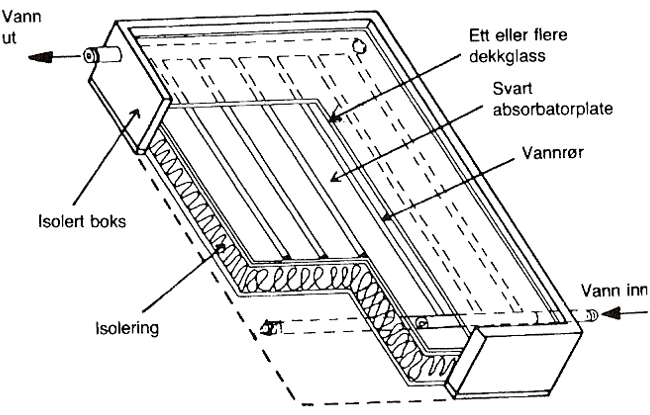 Vann
ut
Ett eller flere
dekkglass
Svart
absorbatorplate
Vannrør
Isolert boks
Isolering
Vann inn